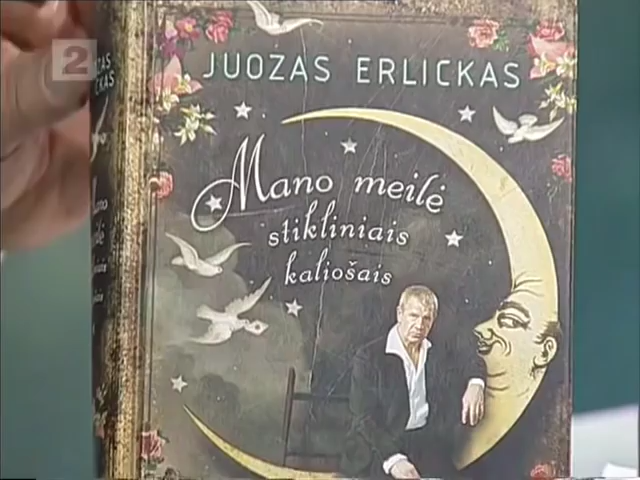 2
JUOZAS ERLICKAS
Mano meilė
stikliniais
kaliošais